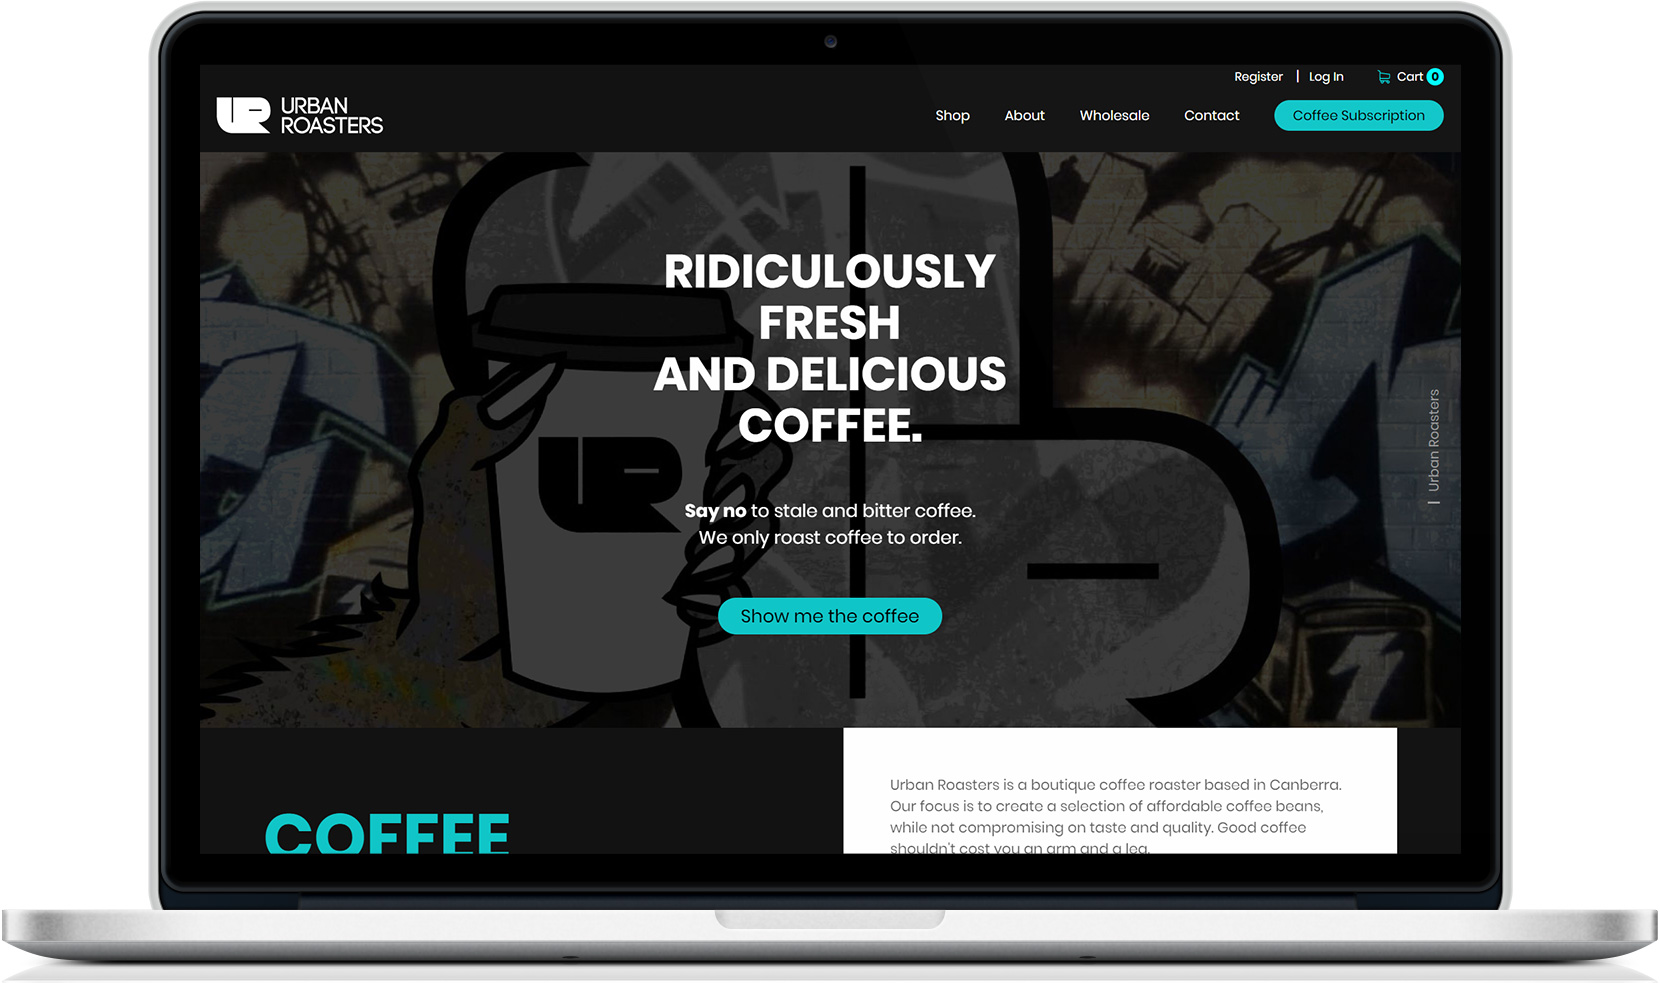 Register | Log In Cart 0
URBAN
ROASTERS
Shop About Wholesale Contact Coffee Subscription
RIDICULOUSLY
FRESH
AND DELICIOUS
COFFEE.
Say no to stale and bitter coffee.
We only roast coffee to order.
Show me the coffee
Urban Roasters
UR
COFFEE
Urban Roasters is a boutique coffee roaster based in Canberra.
Our focus is to create a selection of affordable coffee beans,
while not compromising on taste and quality. Good coffee
shouldn't cost you an arm and a leg.